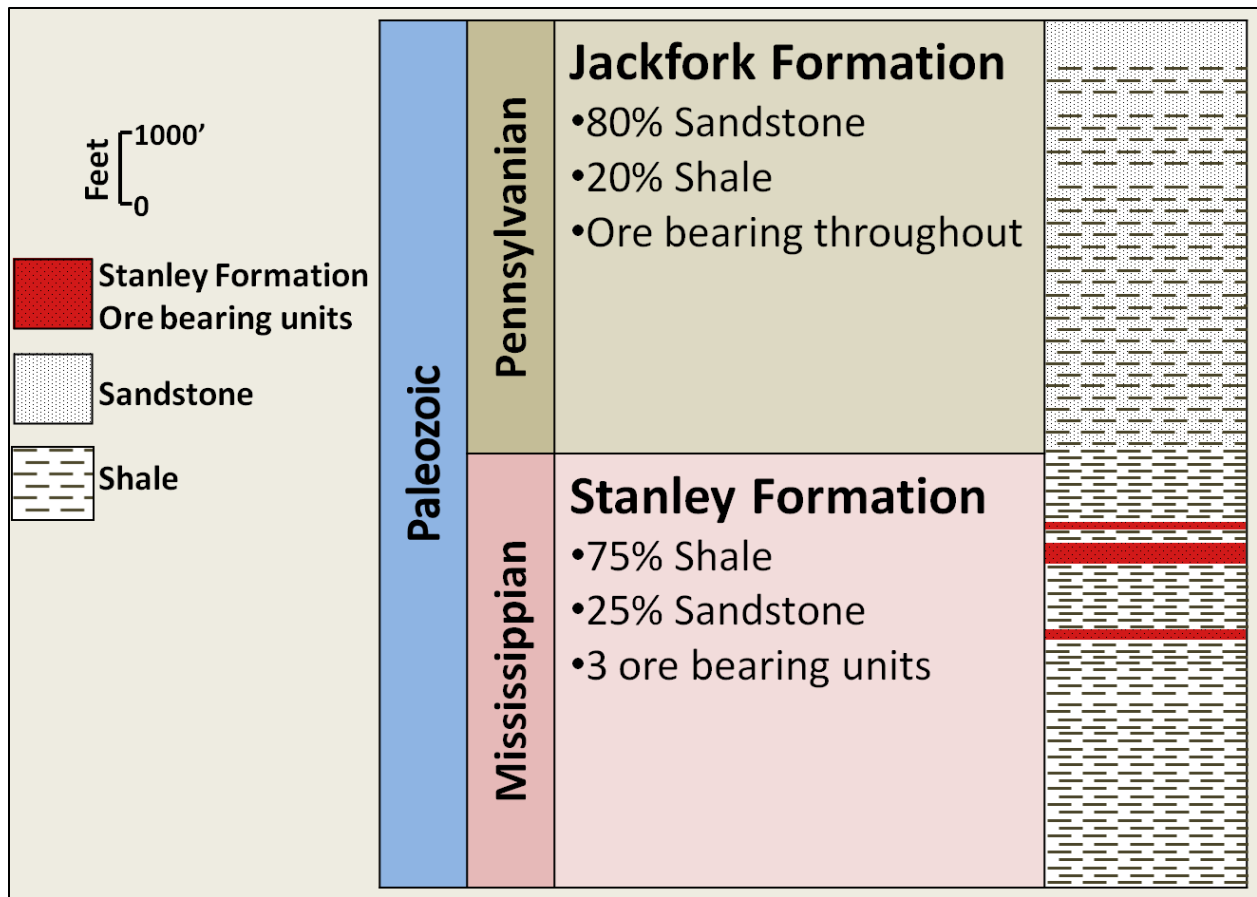 Feet
1000'
0
Stanley Formation
Ore bearing units
Sandstone
Shale
Paleozoic
Pennsylvanian
Jackfork Formation
•80% Sandstone
•20% Shale
•Ore bearing throughout
Mississippian
Stanley Formation
•75% Shale
•25% Sandstone
•3 ore bearing units